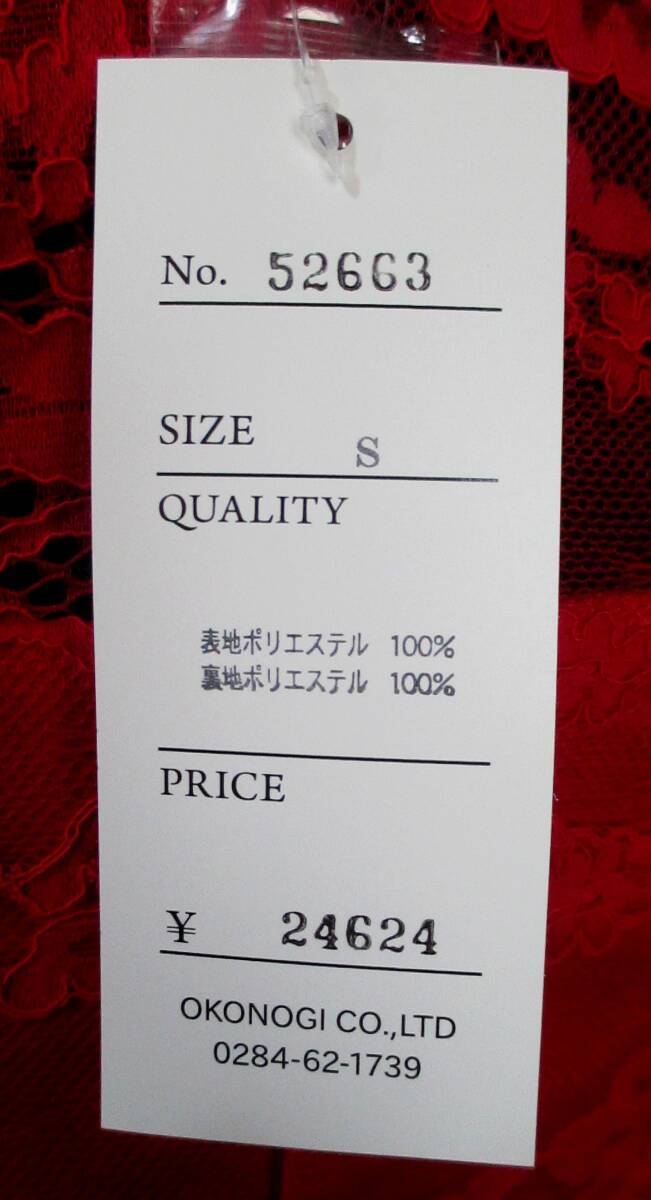 No. 52663
SIZE S
QUALITY
表地ポリエステル 100%
裏地ポリエステル 100%
PRICE
¥ 24624
OKONOGI CO.,LTD
0284-62-1739